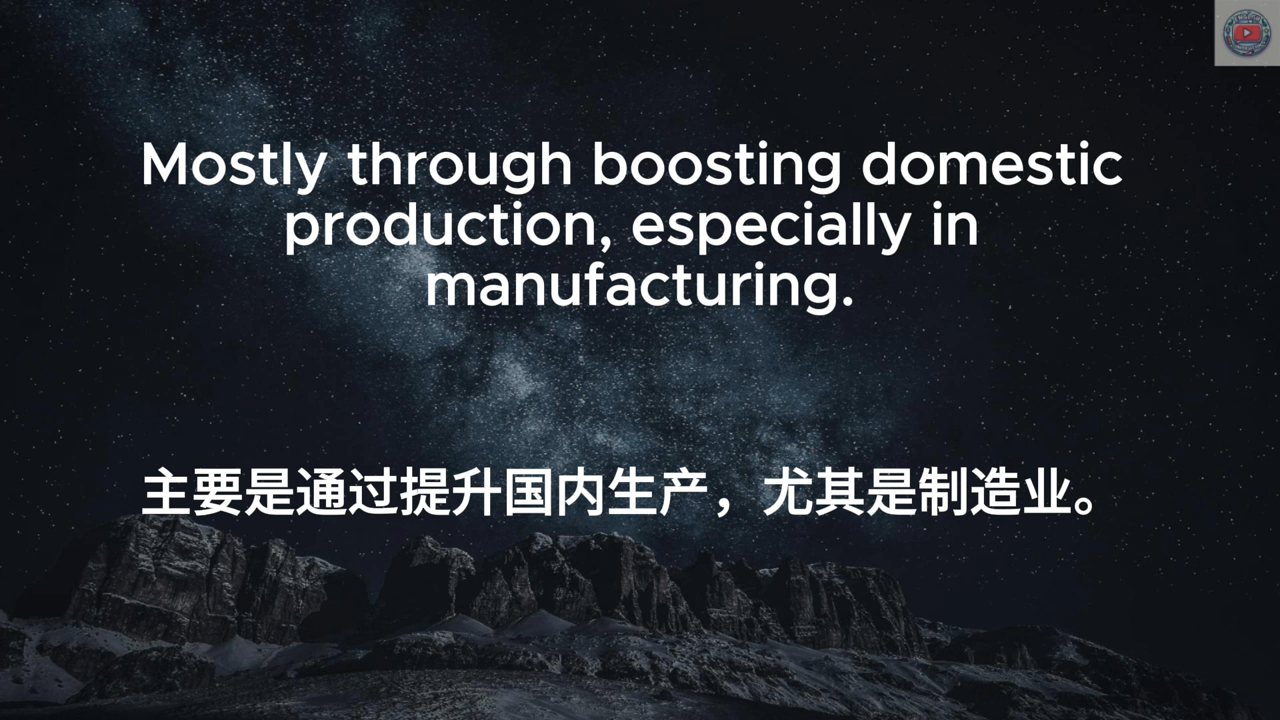 Mostly through boosting domestic
production, especially in
manufacturing.
主要是通过提升国内生产，尤其是制造业。